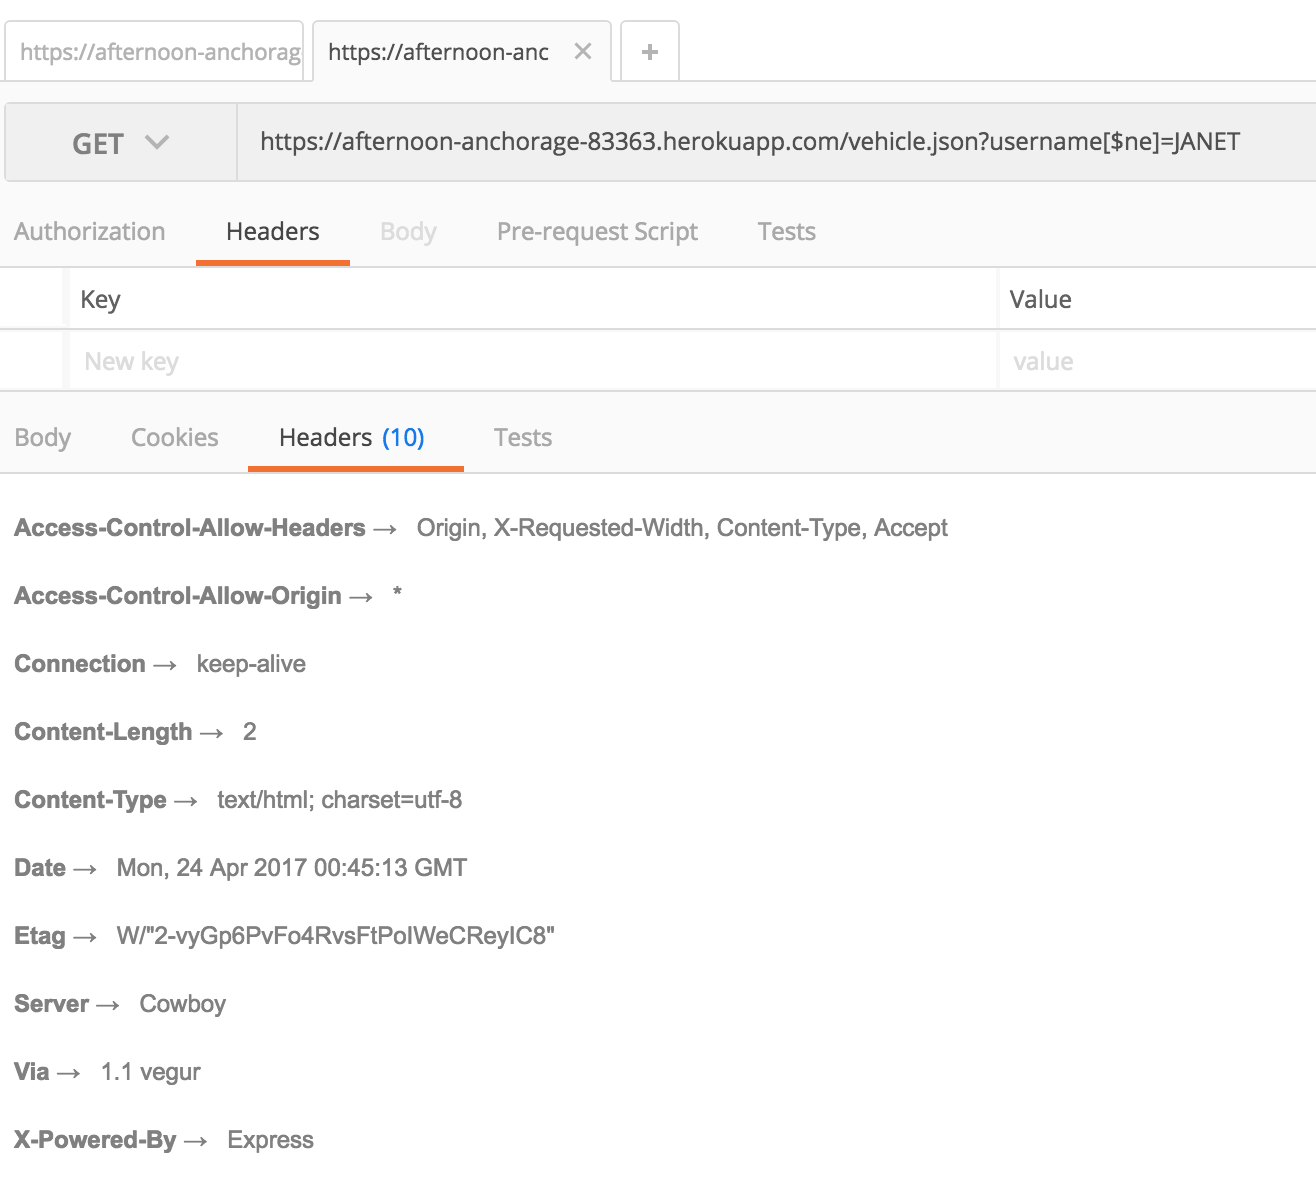 https://afternoon-anchorag
https://afternoon-anc
GET
https://afternoon-anchorage-83363.herokuapp.com/vehicle.json?username[$ne]=JANET
Authorization Headers Body Pre-request Script Tests
Key Value
New key value
Body Cookies Headers (10) Tests
Access-Control-Allow-Headers → Origin, X-Requested-Width, Content-Type, Accept
Access-Control-Allow-Origin → *
Connection → keep-alive
Content-Length → 2
Content-Type → text/html; charset=utf-8
Date → Mon, 24 Apr 2017 00:45:13 GMT
Etag → W/"2-vyGp6PvFo4RvsFtPoIWeCReyIC8"
Server → Cowboy
Via → 1.1 vegur
X-Powered-By → Express